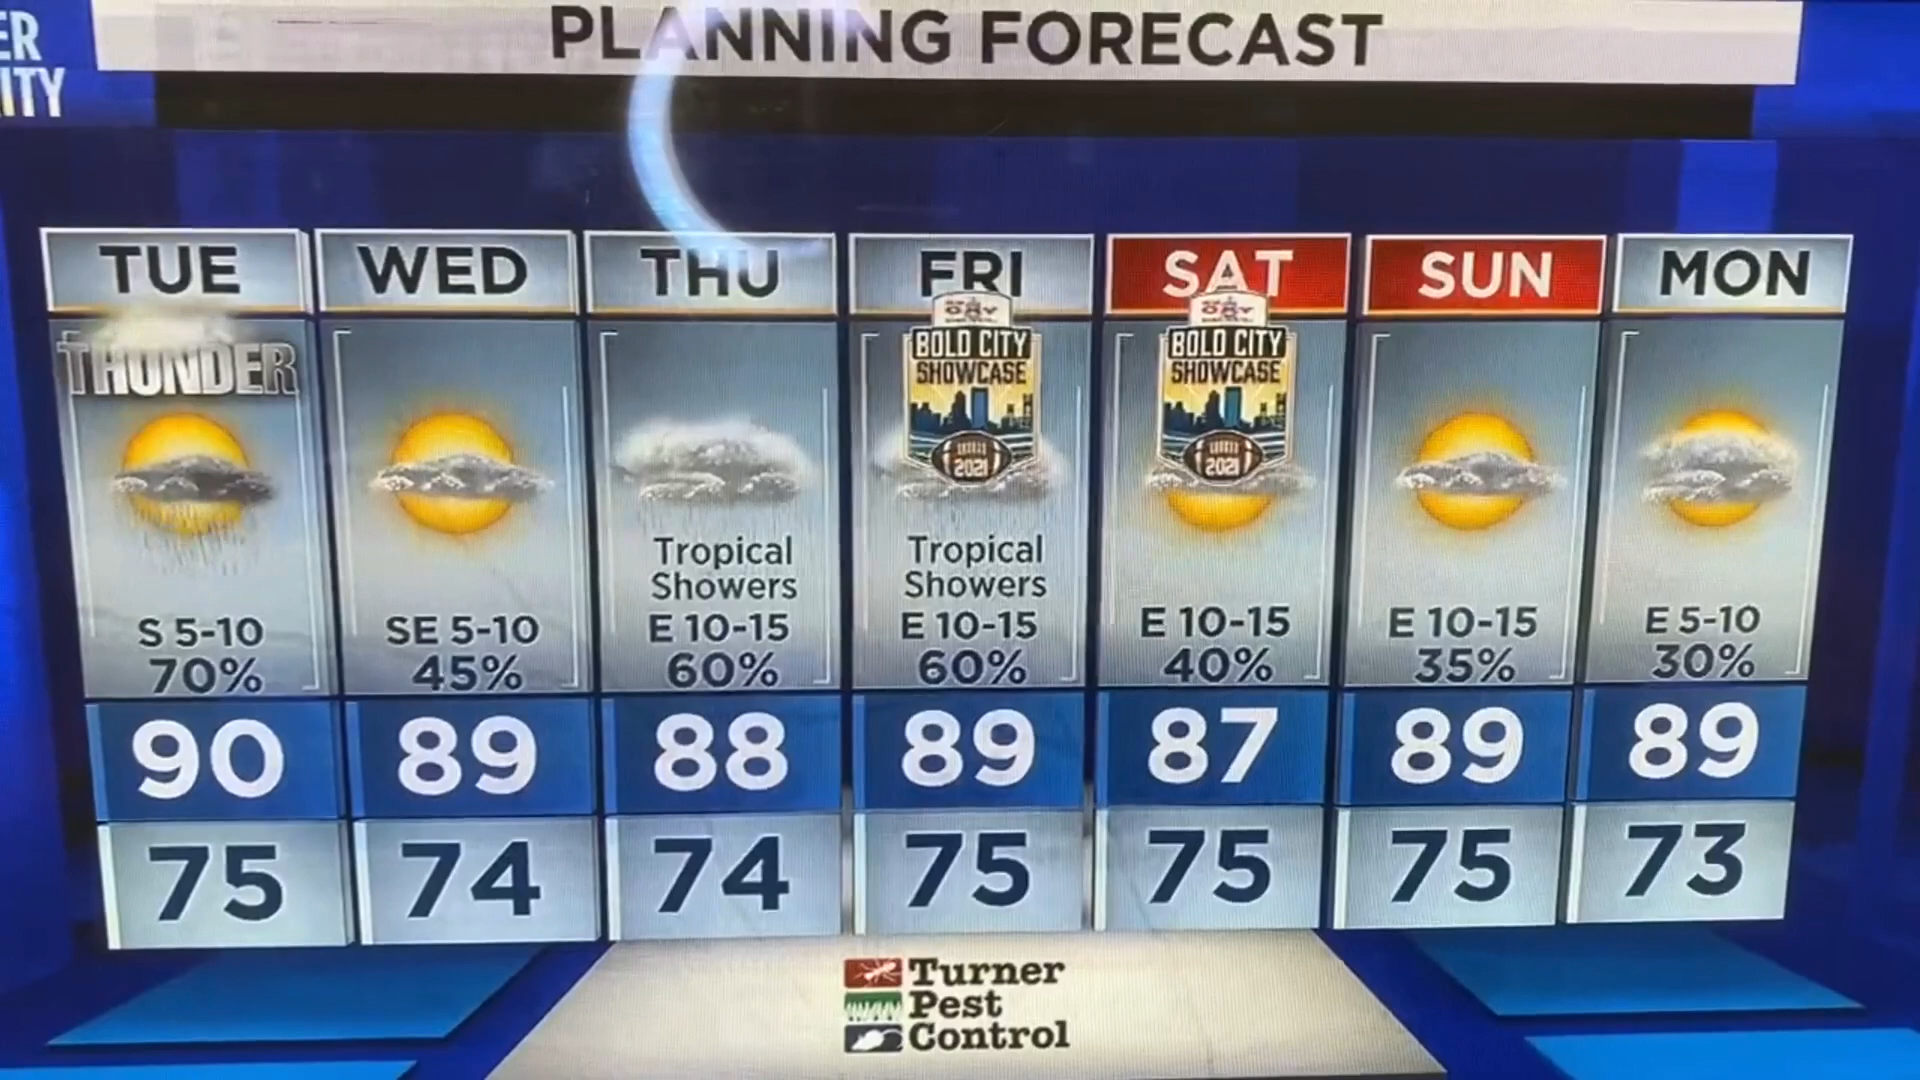 PLANNING FORECAST
ER
ITY
TUE
WED
THU
FRI
SAT
SUN
MON
THUNDER
BOLD CITY
SHOWCASE
2021
BOLD CITY
SHOWCASE
2021
Tropical
Showers
Tropical
Showers
S 5-10
SE 5-10
E 10-15
E 10-15
E 10-15
E 10-15
E 5-10
70%
45%
60%
60%
40%
35%
30%
90
89
88
89
87
89
89
75
74
74
75
75
75
73
Turner
Pest
Control